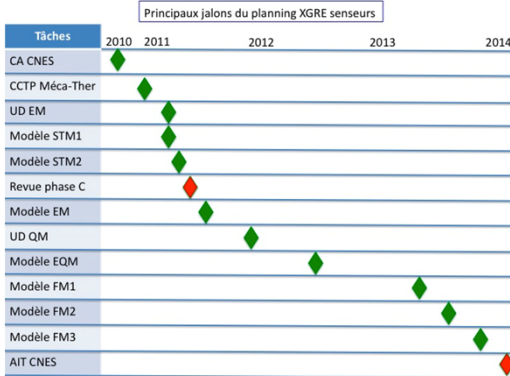 Principaux jalons du planning XGRE senseurs
Tâches 2010 2011 2012 2013 2014
CA CNES
CCTP Méca-Ther
UD EM
Modèle STM1
Modèle STM2
Revue phase C
Modèle EM
UD QM
Modèle EQM
Modèle FM1
Modèle FM2
Modèle FM3
AIT CNES